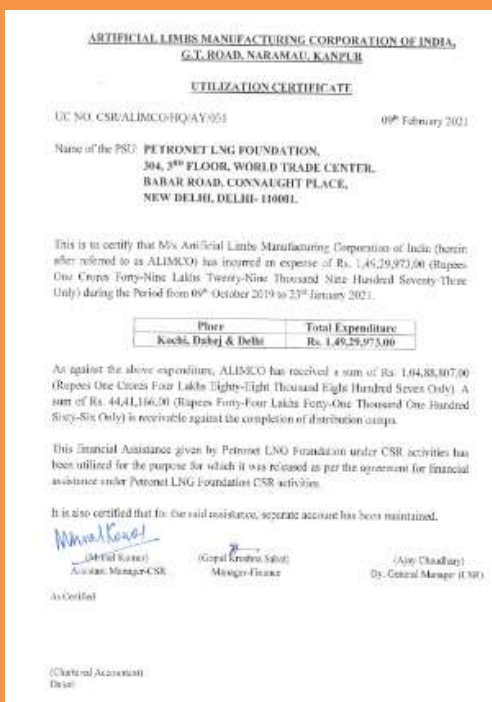 ARTIFICIAL LIMBS MANUFACTURING CORPORATION OF INDIA,
G.T. ROAD, NARAMAU, KANPUR
UTILIZATION CERTIFICATE
UC NO. CSR/ALIMCO/HQ/AY/051 09th February 2021
Name of the PSU: PETRONET LNG FOUNDATION,
304, 3RD FLOOR, WORLD TRADE CENTER,
BABAR ROAD, CONNAUGHT PLACE,
NEW DELHI, DELHI- 110001.
This is to certify that M/s Artificial Limbs Manufacturing Corporation of India (herein
after referred to as ALIMCO) has incurred an expense of Rs. 1,49,29,973.00 (Rupees
One Crores Forty-Nine Lakhs Twenty-Nine Thousand Nine Hundred Seventy-Three
Only) during the Period from 09th October 2019 to 23rd January 2021.
Place Total Expenditure
Kochi, Dahej & Delhi Rs. 1,49,29,973.00
As against the above expenditure, ALIMCO has received a sum of Rs. 1,04,88,807.00
(Rupees One Crores Four Lakhs Eighty-Eight Thousand Eight Hundred Seven Only). A
sum of Rs. 44,41,166.00 (Rupees Forty-Four Lakhs Forty-One Thousand One Hundred
Sixty-Six Only) is receivable against the completion of distribution camps.
This financial Assistance given by Petronet LNG Foundation under CSR activities has
been utilized for the purpose for which it was released as per the agreement for financial
assistance under Petronet LNG Foundation CSR activities.
It is also certified that for the said assistance, seperate account has been maintained.
(Mrinal Kumar) (Gopal Krushna Sahat) (Ajay Chaudhary)
Assistant Manager-CSR Manager-Finance Dy. General Manager (CSR)
As Certified
(Chartered Accountant)
Dated